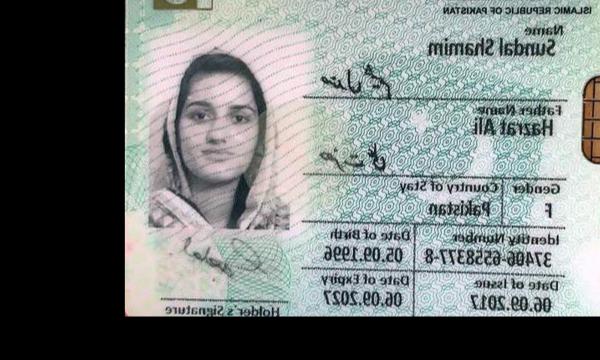 ISLAMIC REPUBLIC OF PAKISTAN
Name
Sundal Shamim
Father Name
Hazrat Ali
Gender Country of Stay
F Pakistan
Identity Number Date of Birth
37406-6558377-8 05.09.1996
Date of Issue Date of Expiry
06.09.2017 06.09.2027
Holder's Signature